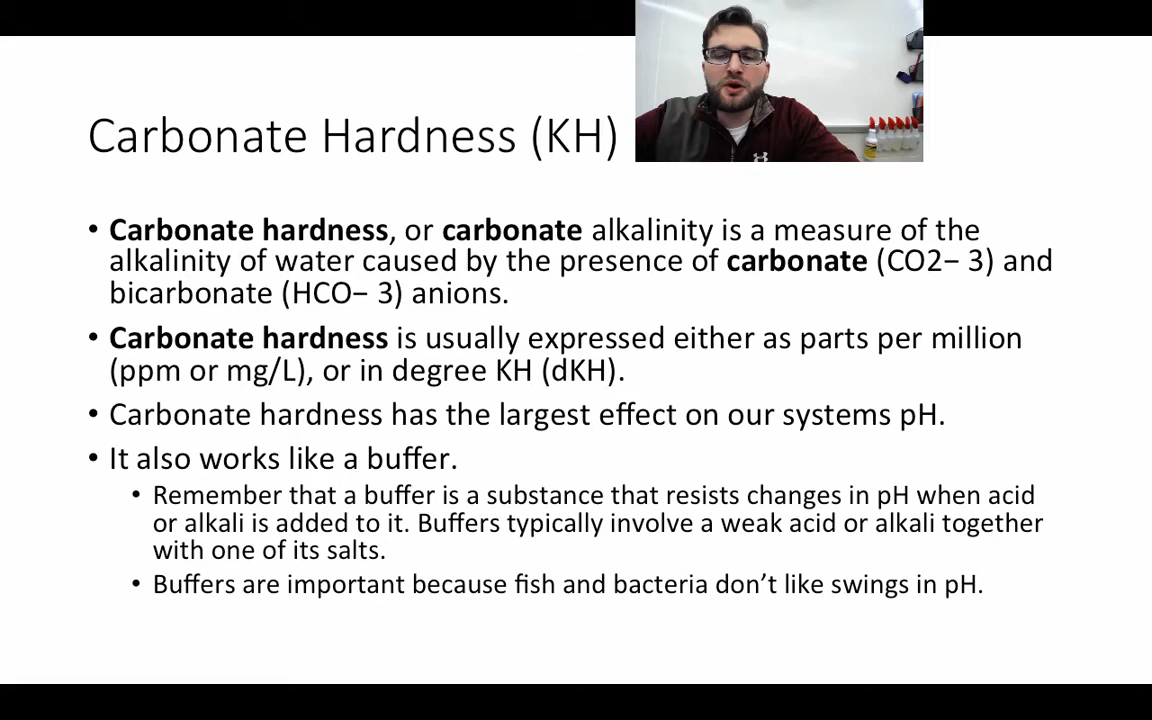 Carbonate Hardness (KH)
• Carbonate hardness, or carbonate alkalinity is a measure of the
alkalinity of water caused by the presence of carbonate (CO2− 3) and
bicarbonate (HCO− 3) anions.
• Carbonate hardness is usually expressed either as parts per million
(ppm or mg/L), or in degree KH (dKH).
• Carbonate hardness has the largest effect on our systems pH.
• It also works like a buffer.
• Remember that a buffer is a substance that resists changes in pH when acid
or alkali is added to it. Buffers typically involve a weak acid or alkali together
with one of its salts.
• Buffers are important because fish and bacteria don’t like swings in pH.